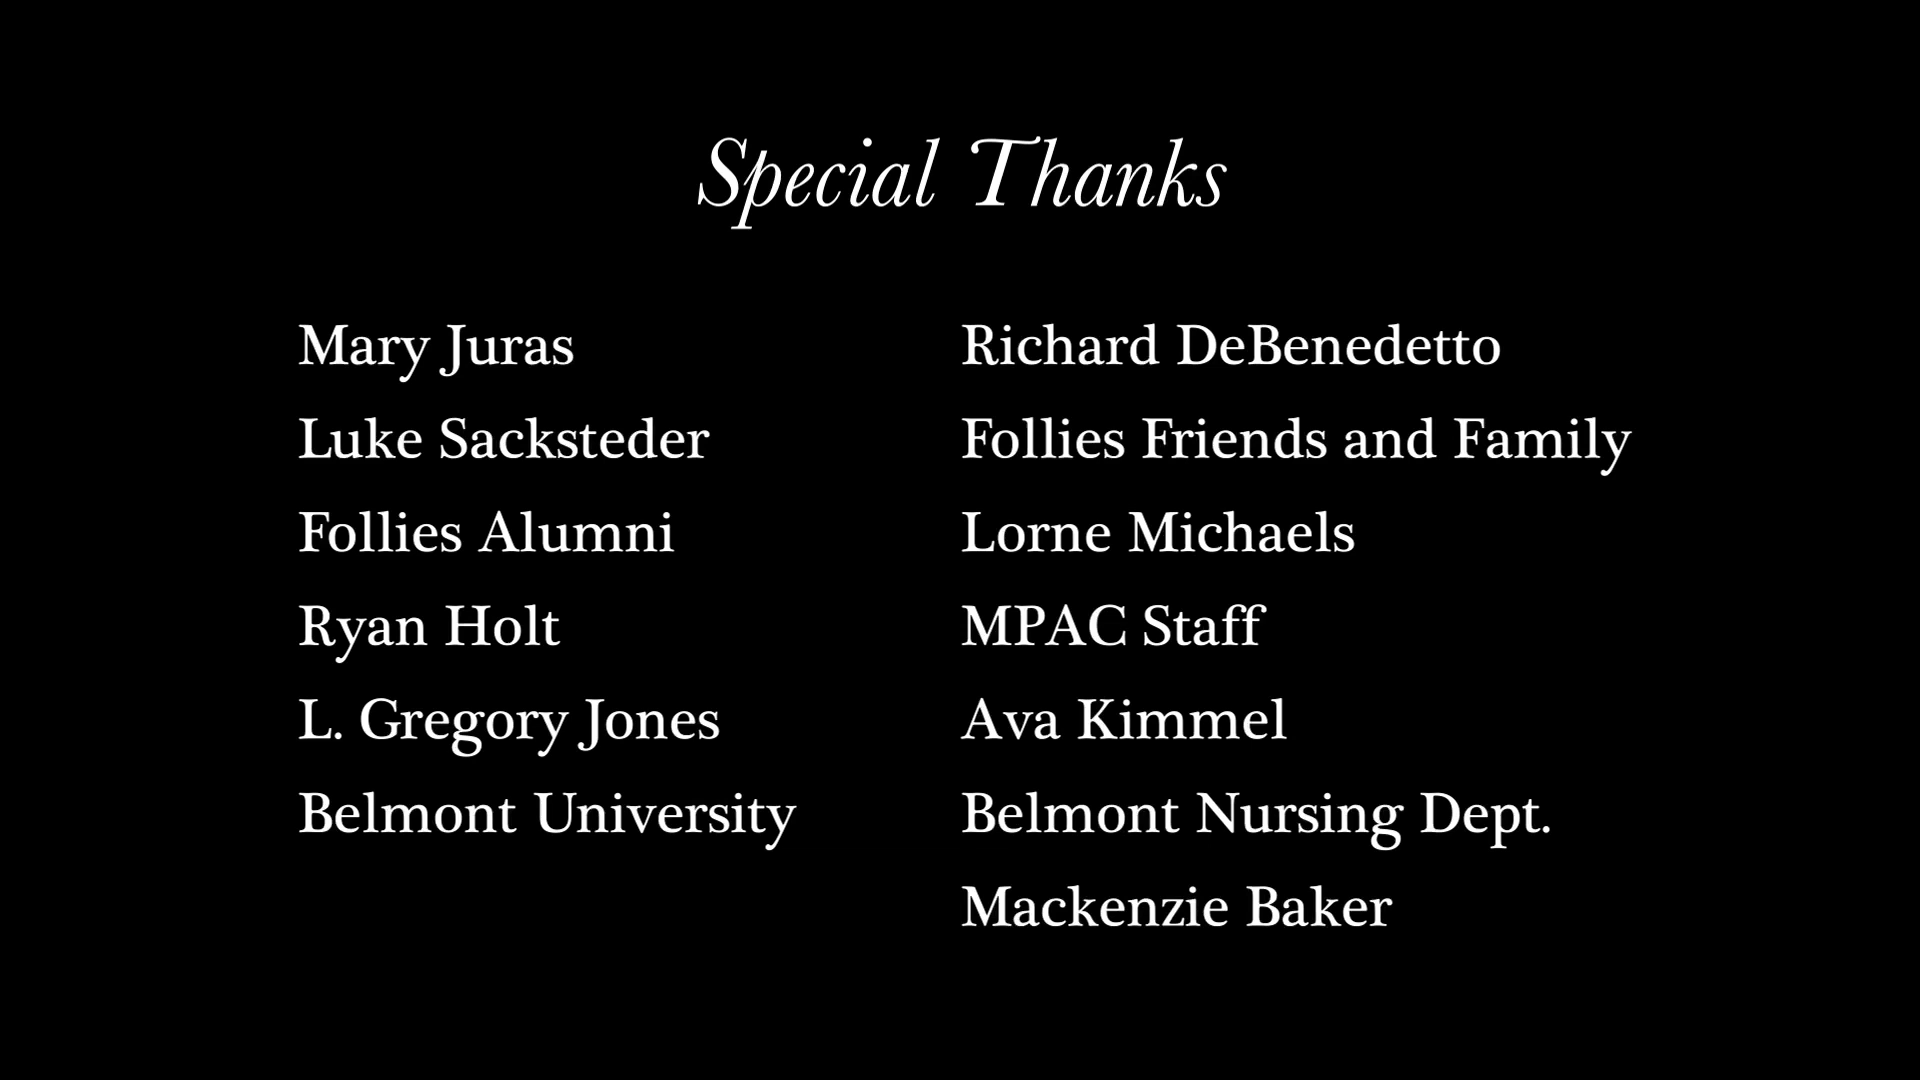 Special Thanks
Mary Juras
Luke Sacksteder
Follies Alumni
Ryan Holt
L. Gregory Jones
Belmont University
Richard DeBenedetto
Follies Friends and Family
Lorne Michaels
MPAC Staff
Ava Kimmel
Belmont Nursing Dept.
Mackenzie Baker